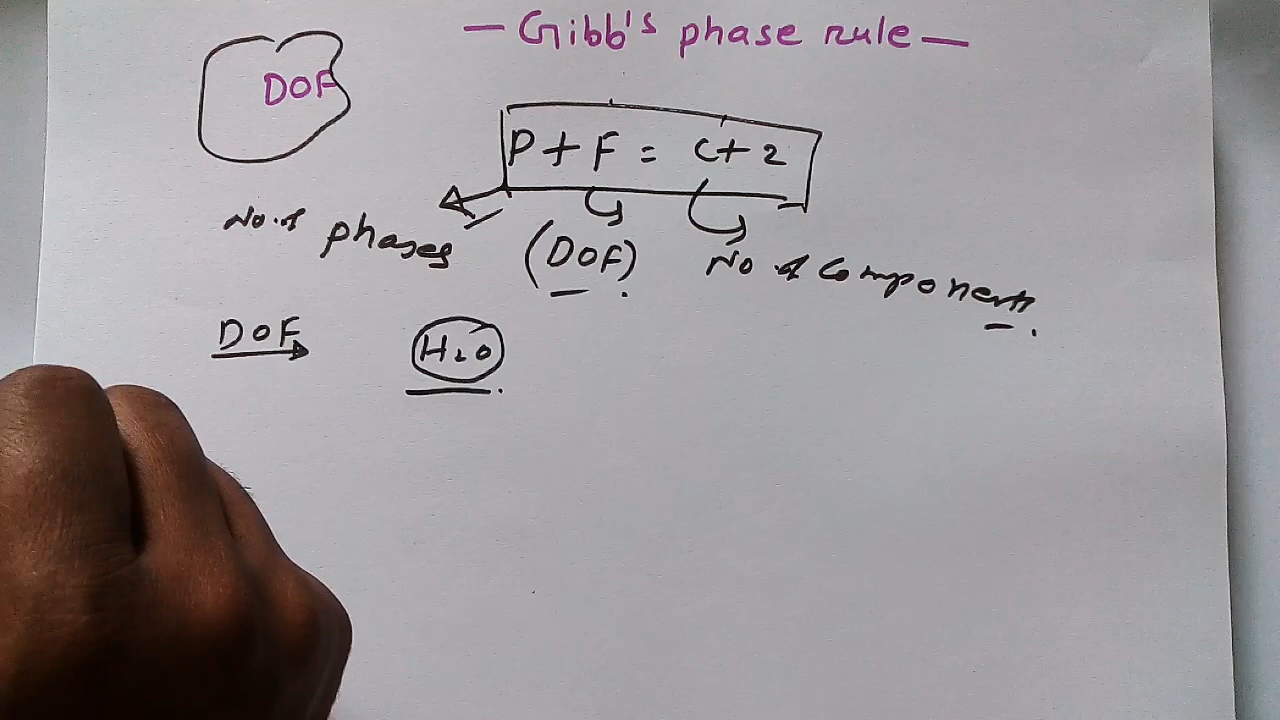 — Gibb's phase rule —
DOF
P + F = C + 2
No. of phases
(DOF)
No of Components
DOF
H2O